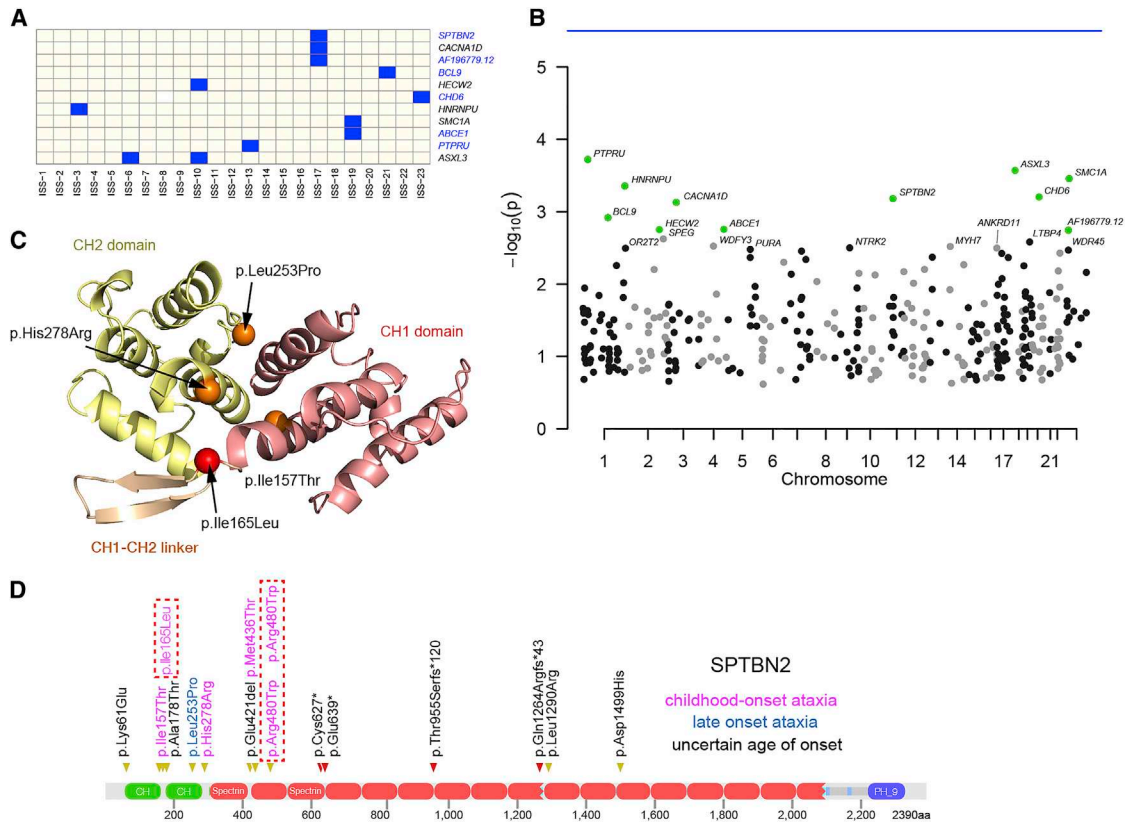 A
SPTBN2
CACNA1D
AF196779.12
BCL9
HECW2
CHD6
HNRNPU
SMC1A
ABCE1
PTPRU
ASXL3
ISS-1
ISS-2
ISS-3
ISS-4
ISS-5
ISS-6
ISS-7
ISS-8
ISS-9
ISS-10
ISS-11
ISS-12
ISS-13
ISS-14
ISS-15
ISS-16
ISS-17
ISS-18
ISS-19
ISS-20
ISS-21
ISS-22
ISS-23
B
5
4
3
2
1
0
−log10(p)
PTPRU
HNRNPU
BCL9
CACNA1D
HECW2
SPEG
OR2T2
ABCE1
WDFY3
PURA
SPTBN2
NTRK2
ASXL3
SMC1A
CHD6
ANKRD11
AF196779.12
LTBP4
MYH7
WDR45
1 2 3 4 5 6 7 8 10 12 14 17 21
Chromosome
C
CH2 domain
p.Leu253Pro
p.His278Arg
CH1 domain
p.Ile157Thr
p.Ile165Leu
CH1-CH2 linker
D
p.Lys61Glu
p.Ile157Thr
p.Ile165Leu
p.Ala178Thr
p.Leu253Pro
p.His278Arg
p.Glu421del
p.Met436Thr
p.Arg480Trp
p.Arg480Trp
p.Cys627*
p.Glu639*
p.Thr955Serfs*120
p.Gln1264Argfs*43
p.Leu1290Arg
p.Asp1499His
SPTBN2
childhood-onset ataxia
late onset ataxia
uncertain age of onset
CH CH Spectrin Spectrin PH_9
200 400 600 800 1,000 1,200 1,400 1,600 1,800 2,000 2,200 2390aa